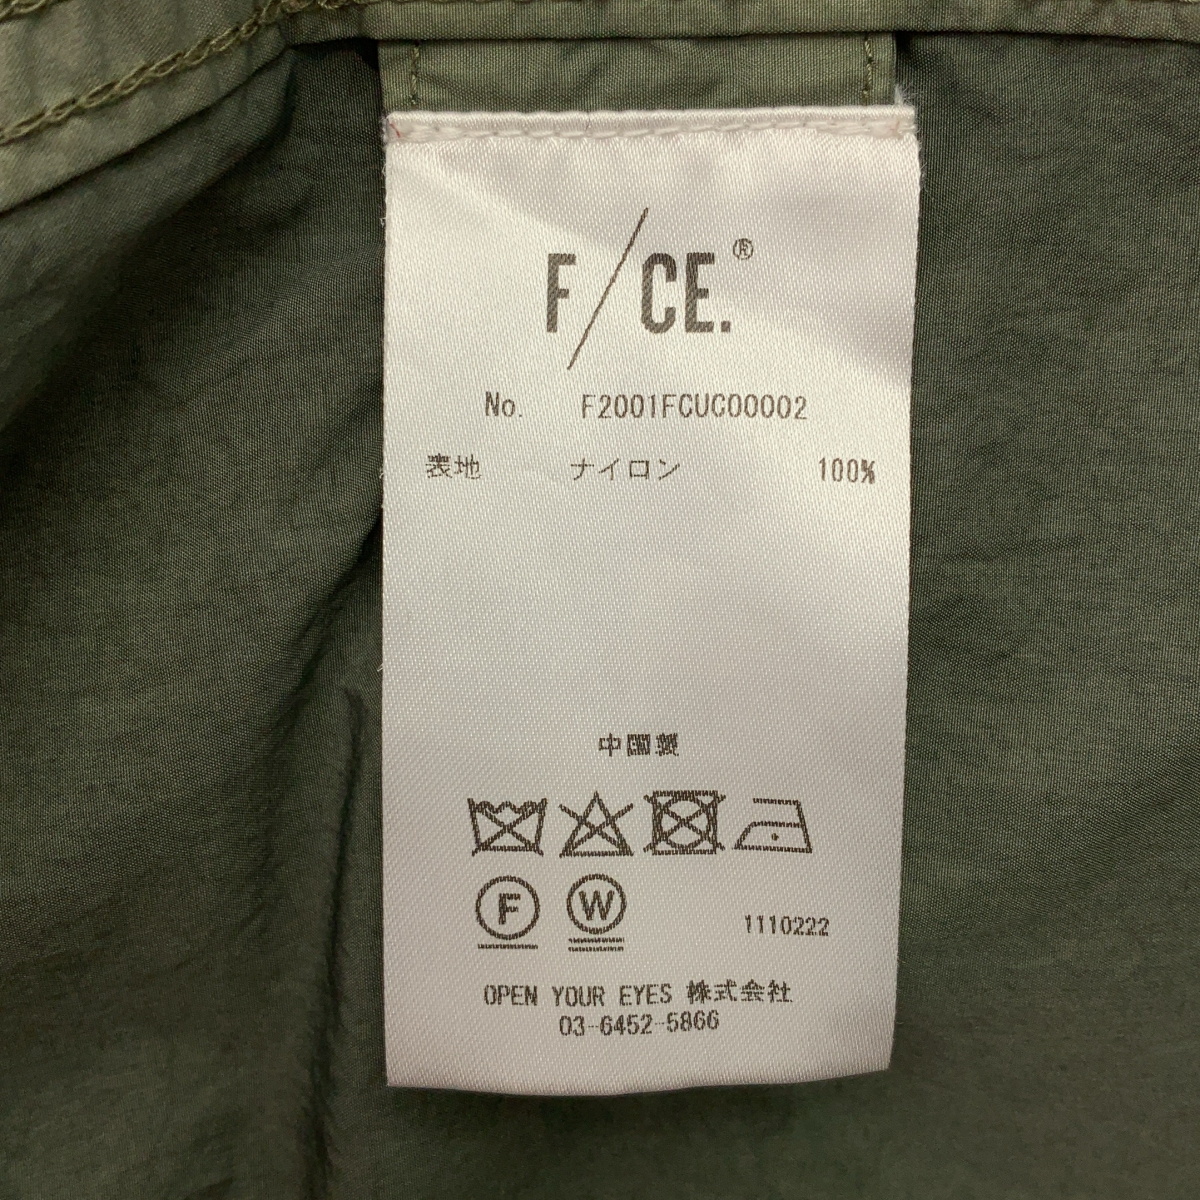 F/CE.®
No. F2001FCUC00002
表地 ナイロン 100%
中国製
F W 1110222
OPEN YOUR EYES 株式会社
03-6452-5866